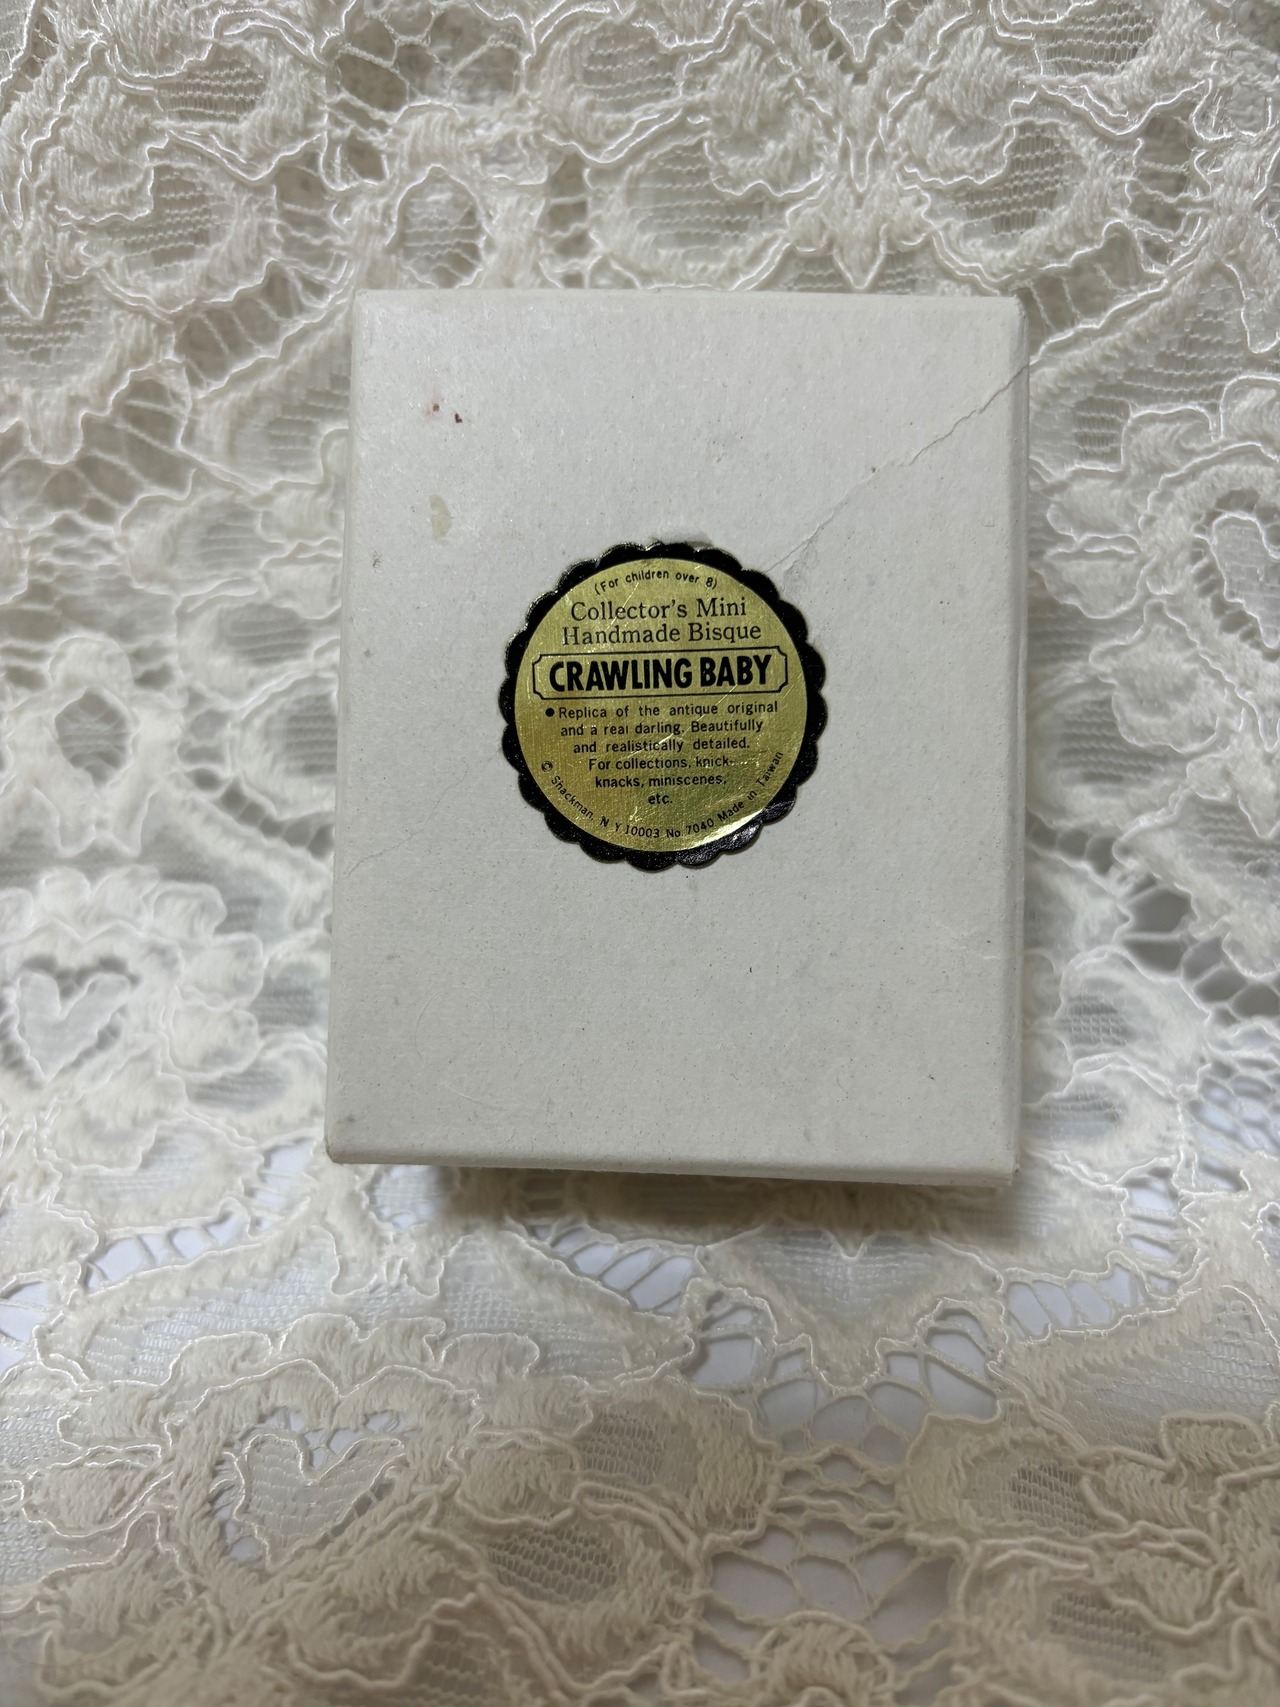 (For children over 8)
Collector's Mini
Handmade Bisque
CRAWLING BABY
● Replica of the antique original
and a real darling. Beautifully
and realistically detailed.
For collections, knick-
knacks, miniscenes,
etc.
© Shackman, N Y 10003 No. 7040 Made in Taiwan